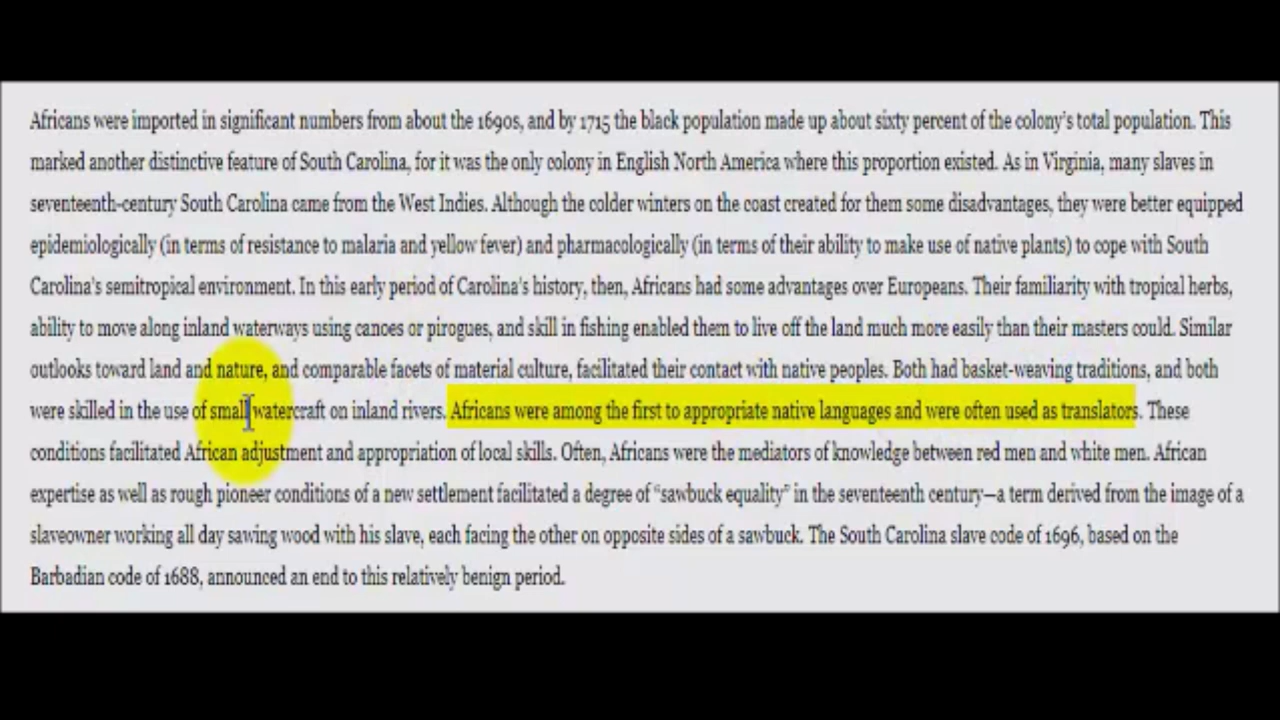 Africans were imported in significant numbers from about the 1690s, and by 1715 the black population made up about sixty percent of the colony's total population. This
marked another distinctive feature of South Carolina, for it was the only colony in English North America where this proportion existed. As in Virginia, many slaves in
seventeenth-century South Carolina came from the West Indies. Although the colder winters on the coast created for them some disadvantages, they were better equipped
epidemiologically (in terms of resistance to malaria and yellow fever) and pharmacologically (in terms of their ability to make use of native plants) to cope with South
Carolina's semitropical environment. In this early period of Carolina's history, then, Africans had some advantages over Europeans. Their familiarity with tropical herbs,
ability to move along inland waterways using canoes or pirogues, and skill in fishing enabled them to live off the land much more easily than their masters could. Similar
outlooks toward land and nature, and comparable facets of material culture, facilitated their contact with native peoples. Both had basket-weaving traditions, and both
were skilled in the use of small watercraft on inland rivers. Africans were among the first to appropriate native languages and were often used as translators. These
conditions facilitated African adjustment and appropriation of local skills. Often, Africans were the mediators of knowledge between red men and white men. African
expertise as well as rough pioneer conditions of a new settlement facilitated a degree of “sawbuck equality” in the seventeenth century—a term derived from the image of a
slaveowner working all day sawing wood with his slave, each facing the other on opposite sides of a sawbuck. The South Carolina slave code of 1696, based on the
Barbadian code of 1688, announced an end to this relatively benign period.